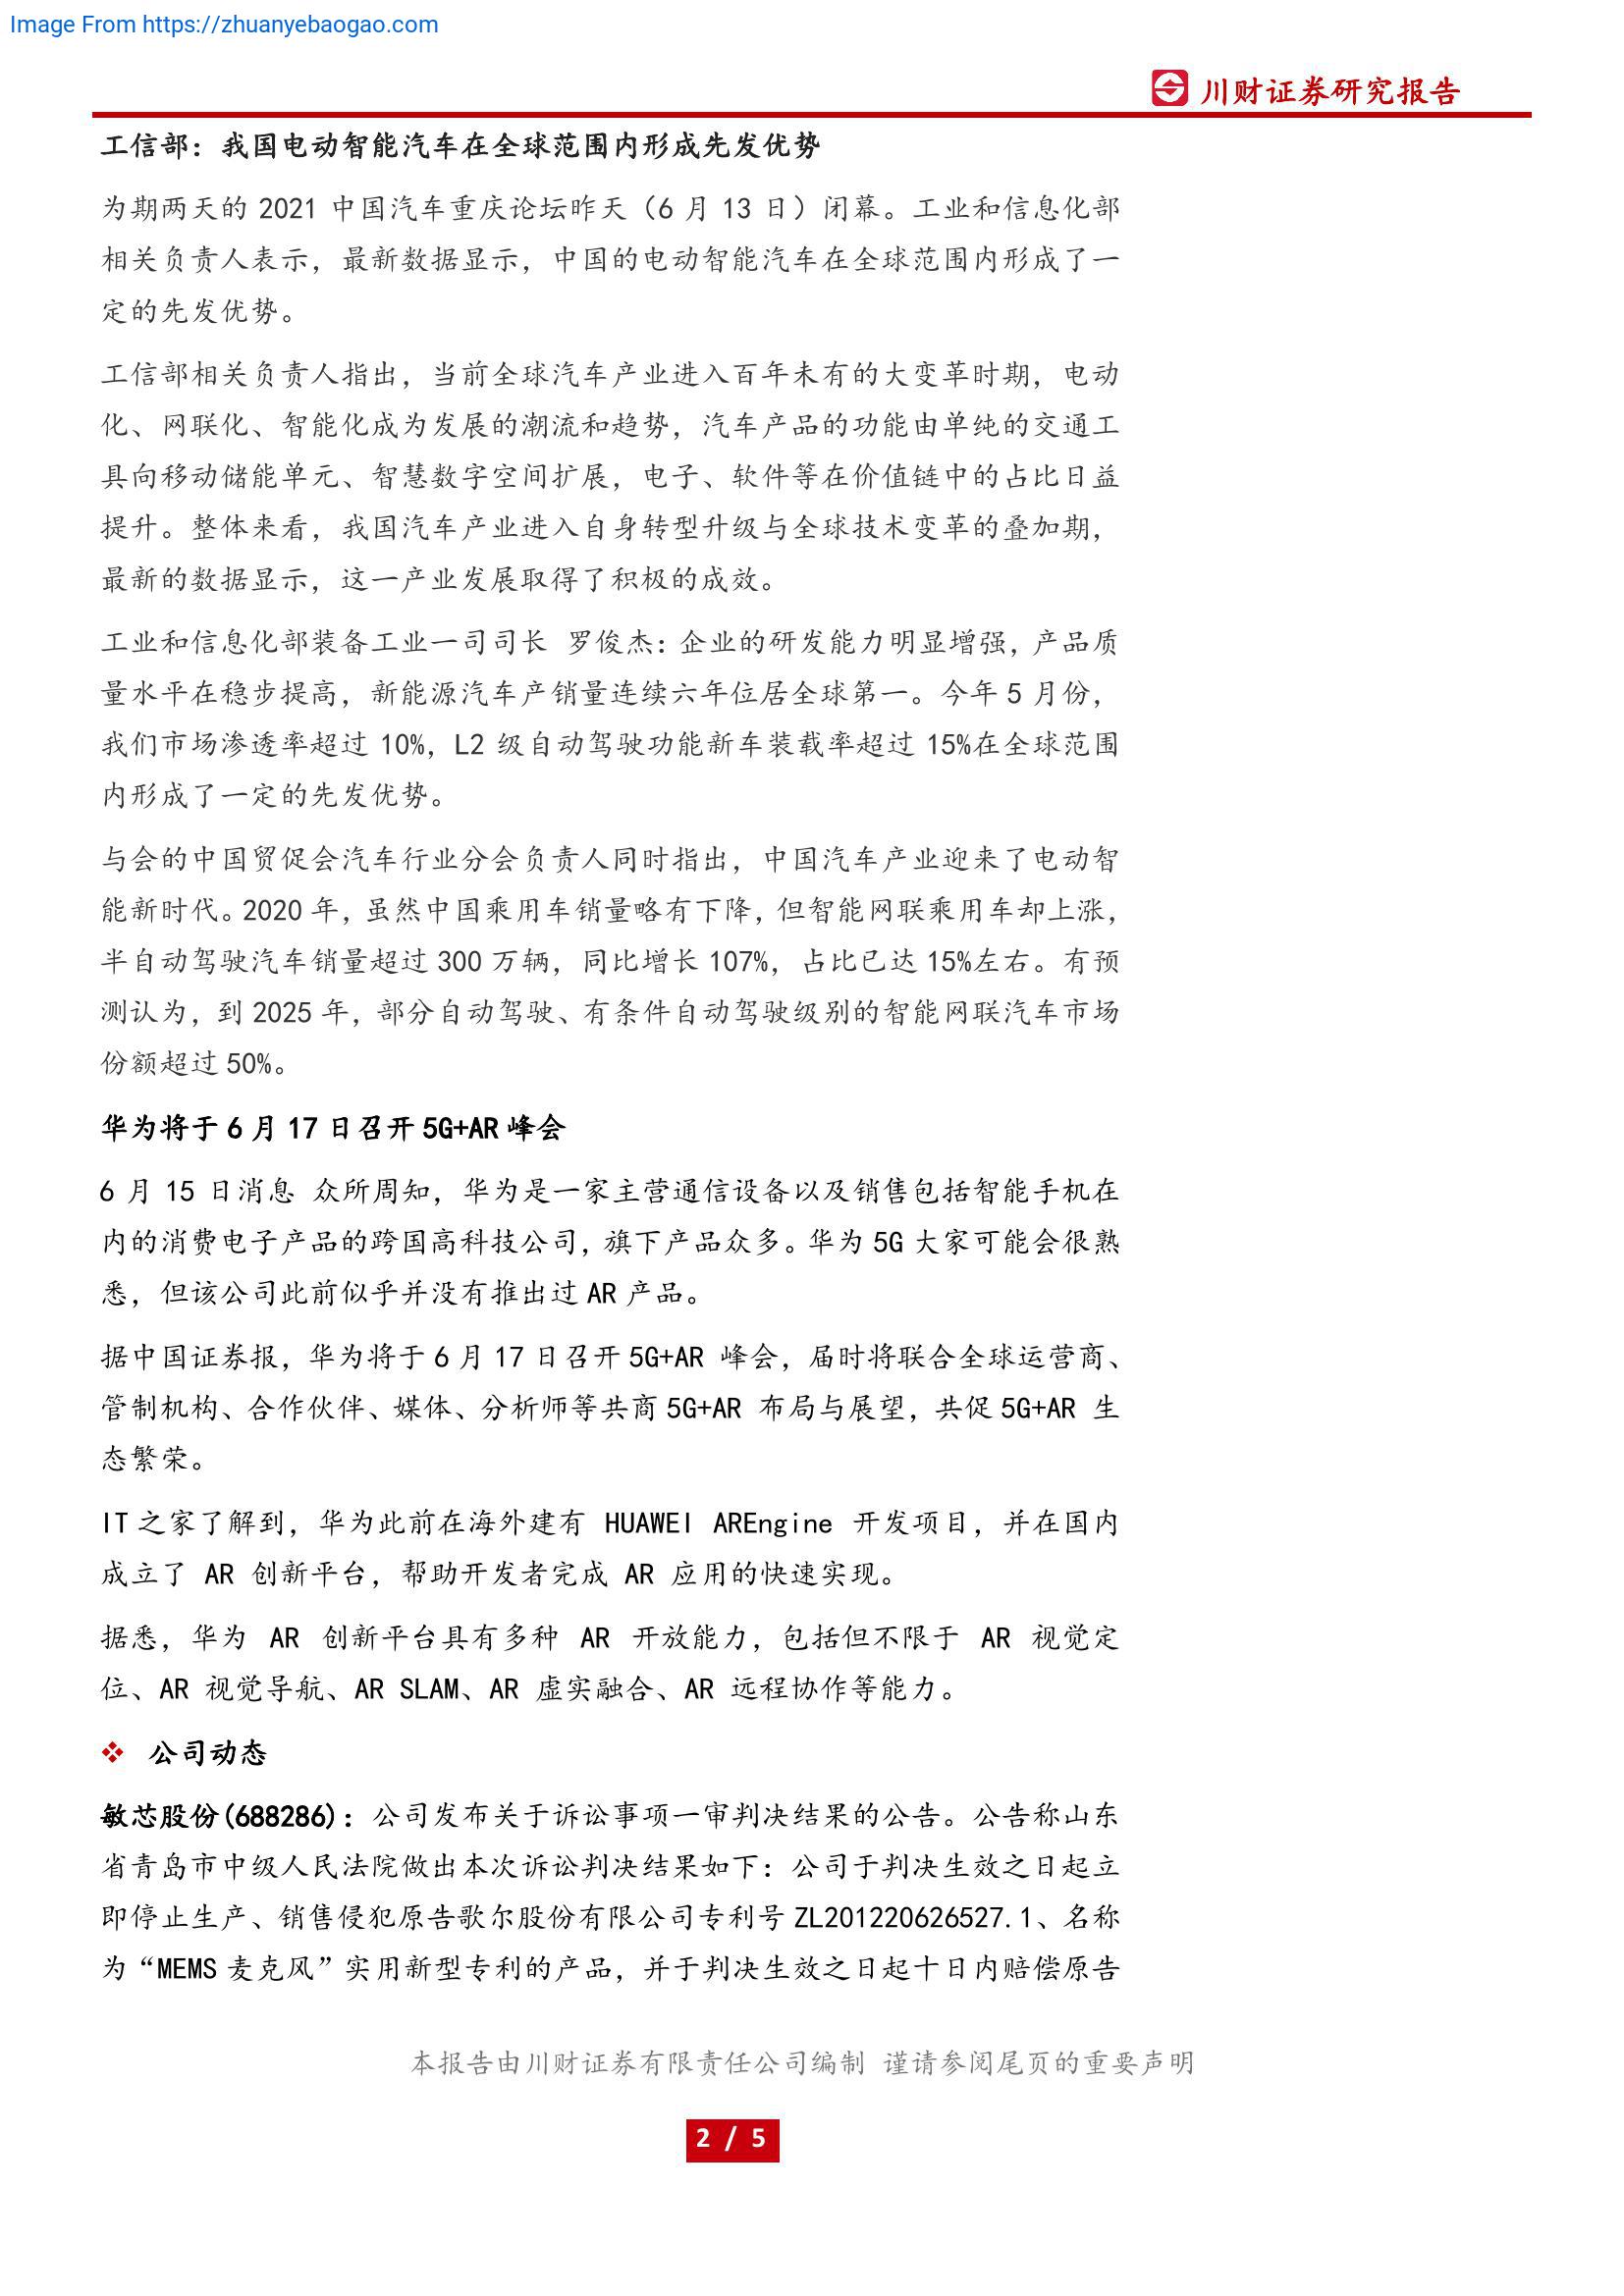 Image From https://zhuanyebaogao.com
川财证券研究报告
工信部：我国电动智能汽车在全球范围内形成先发优势
为期两天的 2021 中国汽车重庆论坛昨天（6 月 13 日）闭幕。工业和信息化部
相关负责人表示，最新数据显示，中国的电动智能汽车在全球范围内形成了一
定的先发优势。
工信部相关负责人指出，当前全球汽车产业进入百年未有的大变革时期，电动
化、网联化、智能化成为发展的潮流和趋势，汽车产品的功能由单纯的交通工
具向移动储能单元、智慧数字空间扩展，电子、软件等在价值链中的占比日益
提升。整体来看，我国汽车产业进入自身转型升级与全球技术变革的叠加期，
最新的数据显示，这一产业发展取得了积极的成效。
工业和信息化部装备工业一司司长 罗俊杰：企业的研发能力明显增强，产品质
量水平在稳步提高，新能源汽车产销量连续六年位居全球第一。今年 5 月份，
我们市场渗透率超过 10%，L2 级自动驾驶功能新车装载率超过 15%在全球范围
内形成了一定的先发优势。
与会的中国贸促会汽车行业分会负责人同时指出，中国汽车产业迎来了电动智
能新时代。2020 年，虽然中国乘用车销量略有下降，但智能网联乘用车却上涨，
半自动驾驶汽车销量超过 300 万辆，同比增长 107%，占比已达 15%左右。有预
测认为，到 2025 年，部分自动驾驶、有条件自动驾驶级别的智能网联汽车市场
份额超过 50%。
华为将于 6 月 17 日召开 5G+AR 峰会
6 月 15 日消息 众所周知，华为是一家主营通信设备以及销售包括智能手机在
内的消费电子产品的跨国高科技公司，旗下产品众多。华为 5G 大家可能会很熟
悉，但该公司此前似乎并没有推出过 AR 产品。
据中国证券报，华为将于 6 月 17 日召开 5G+AR 峰会，届时将联合全球运营商、
管制机构、合作伙伴、媒体、分析师等共商 5G+AR 布局与展望，共促 5G+AR 生
态繁荣。
IT 之家了解到，华为此前在海外建有 HUAWEI AREngine 开发项目，并在国内
成立了 AR 创新平台，帮助开发者完成 AR 应用的快速实现。
据悉，华为 AR 创新平台具有多种 AR 开放能力，包括但不限于 AR 视觉定
位、AR 视觉导航、AR SLAM、AR 虚实融合、AR 远程协作等能力。
❖ 公司动态
敏芯股份(688286)：公司发布关于诉讼事项一审判决结果的公告。公告称山东
省青岛市中级人民法院做出本次诉讼判决结果如下：公司于判决生效之日起立
即停止生产、销售侵犯原告歌尔股份有限公司专利号 ZL201220626527.1、名称
为“MEMS 麦克风”实用新型专利的产品，并于判决生效之日起十日内赔偿原告
本报告由川财证券有限责任公司编制 谨请参阅尾页的重要声明
2 / 5